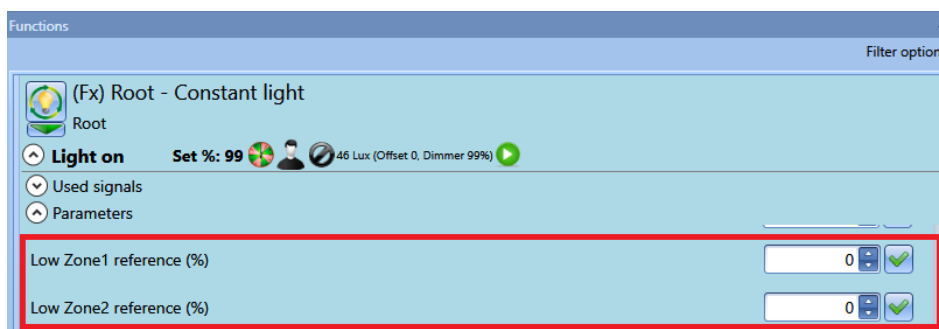 Functions
Filter option
(Fx) Root - Constant light
Root
Light on Set %: 99 46 Lux (Offset 0, Dimmer 99%)
Used signals
Parameters
Low Zone1 reference (%) 0
Low Zone2 reference (%) 0